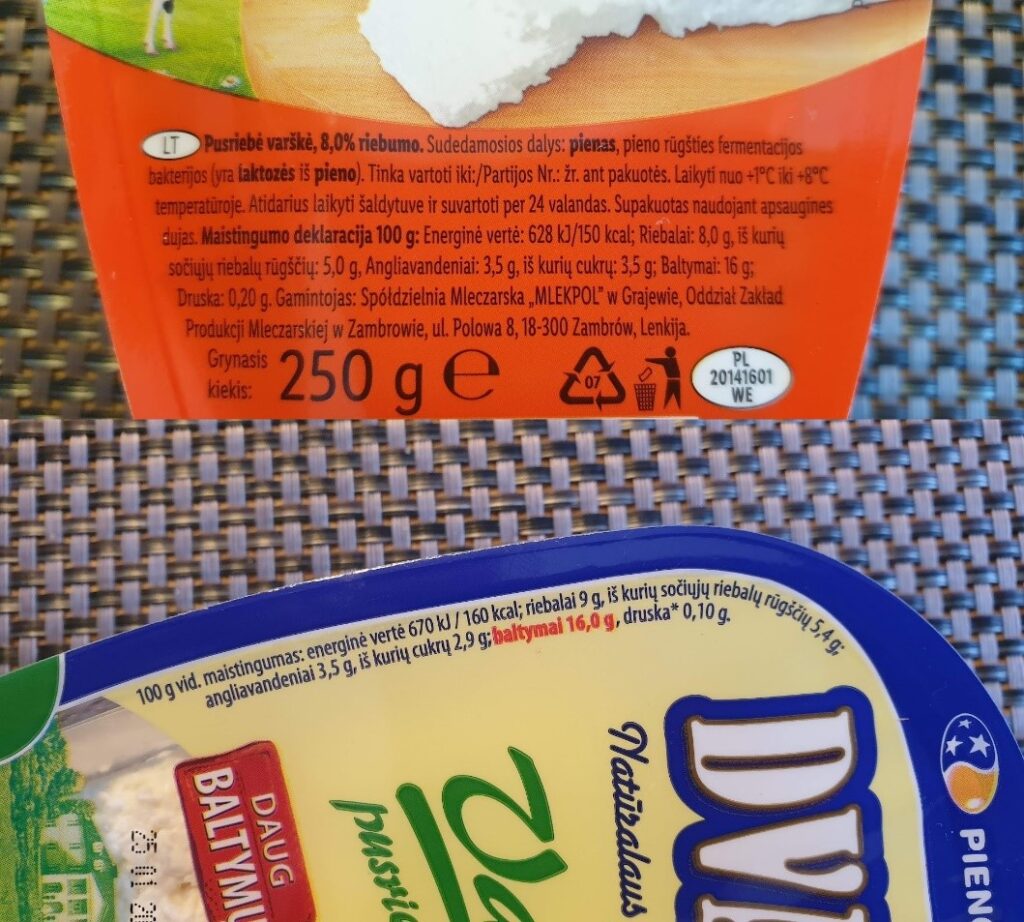 LT Pusriebė varškė, 8,0% riebumo. Sudedamosios dalys: pienas, pieno rūgšties fermentacijos
bakterijos (yra laktozės iš pieno). Tinka vartoti iki:/Partijos Nr.: žr. ant pakuotės. Laikyti nuo +1°C iki +8°C
temperatūroje. Atidarius laikyti šaldytuve ir suvartoti per 24 valandas. Supakuotas naudojant apsaugines
dujas. Maistingumo deklaracija 100 g: Energinė vertė: 628 kJ/150 kcal; Riebalai: 8,0 g, iš kurių
sočiųjų riebalų rūgščių: 5,0 g, Angliavandeniai: 3,5 g, iš kurių cukrų: 3,5 g; Baltymai: 16 g;
Druska: 0,20 g. Gamintojas: Spółdzielnia Mleczarska „MLEKPOL” w Grajewie, Oddział Zakład
Produkcji Mleczarskiej w Zambrowie, ul. Polowa 8, 18-300 Zambrów, Lenkija.
Grynasis
kiekis: 250 g e
07
PL
20141601
WE
100 g vid. maistingumas: energinė vertė 670 kJ / 160 kcal; riebalai 9 g, iš kurių sočiųjų riebalų rūgščių 5,4 g;
angliavandeniai 3,5 g, iš kurių cukrų 2,9 g; baltymai 16,0 g, druska* 0,10 g.
DAUG
BALTYMŲ
Natūralaus
PIEN